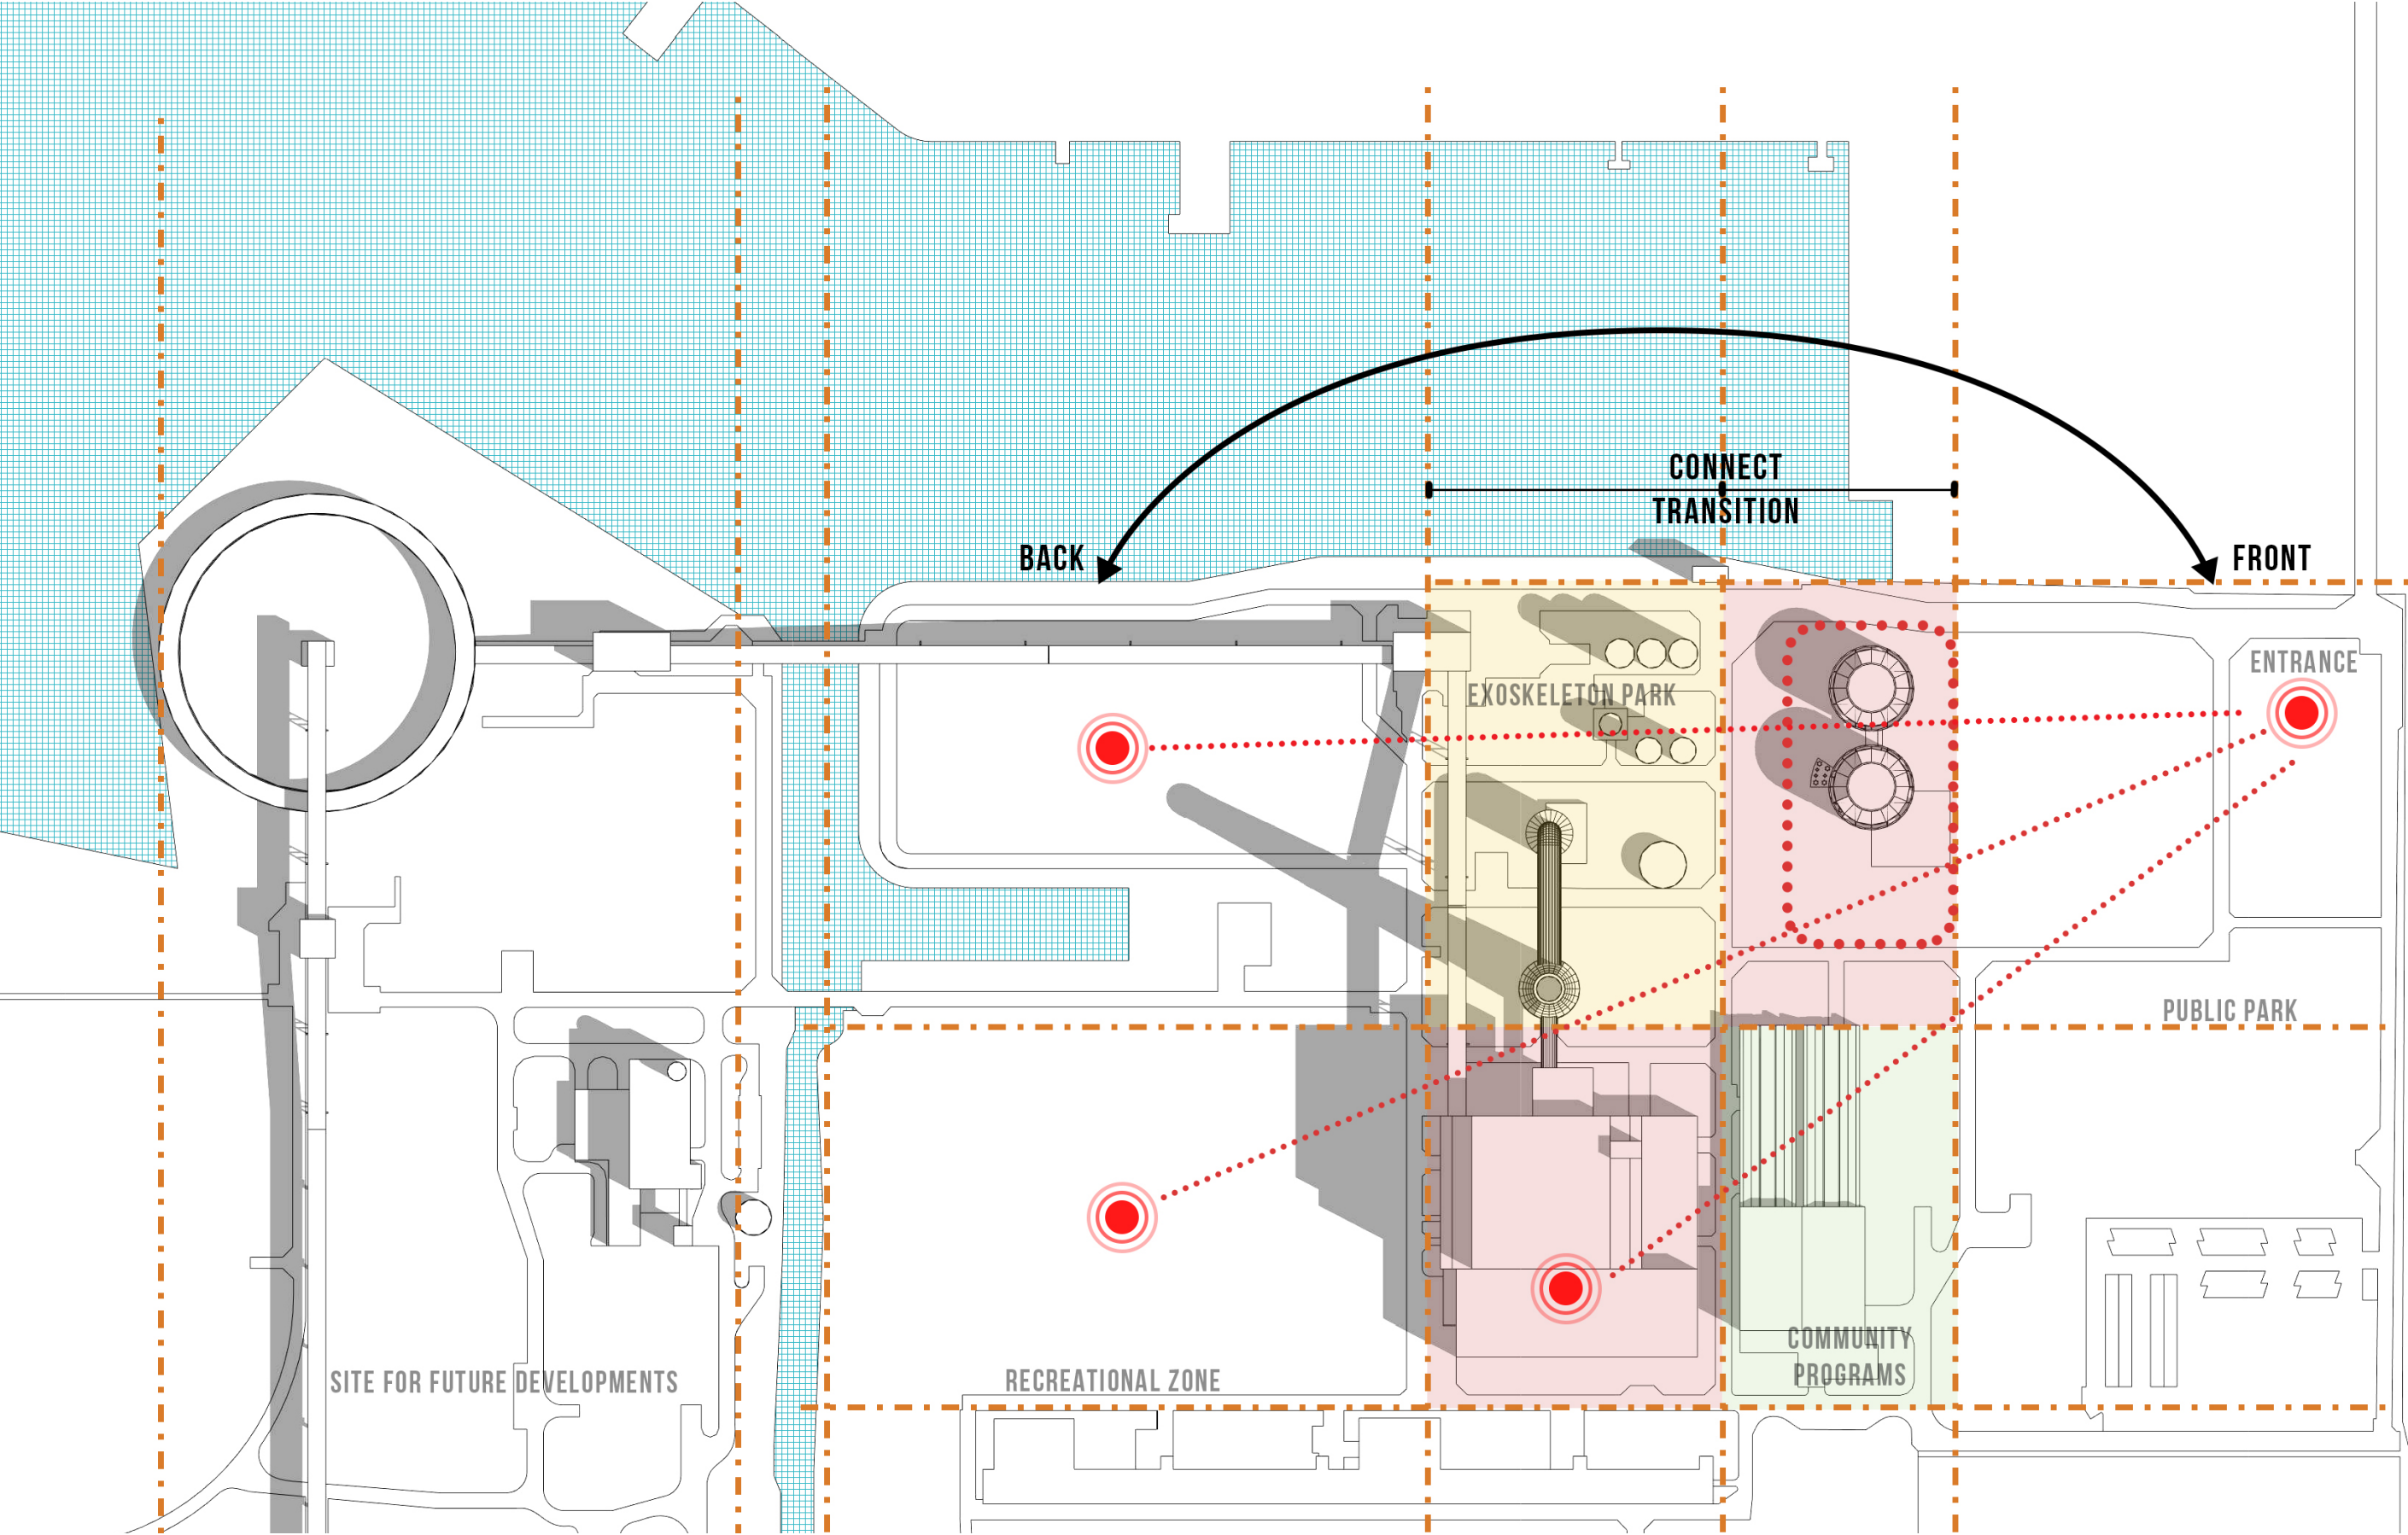 CONNECT
TRANSITION
BACK
FRONT
ENTRANCE
EXOSKELETON PARK
PUBLIC PARK
COMMUNITY
PROGRAMS
RECREATIONAL ZONE
SITE FOR FUTURE DEVELOPMENTS